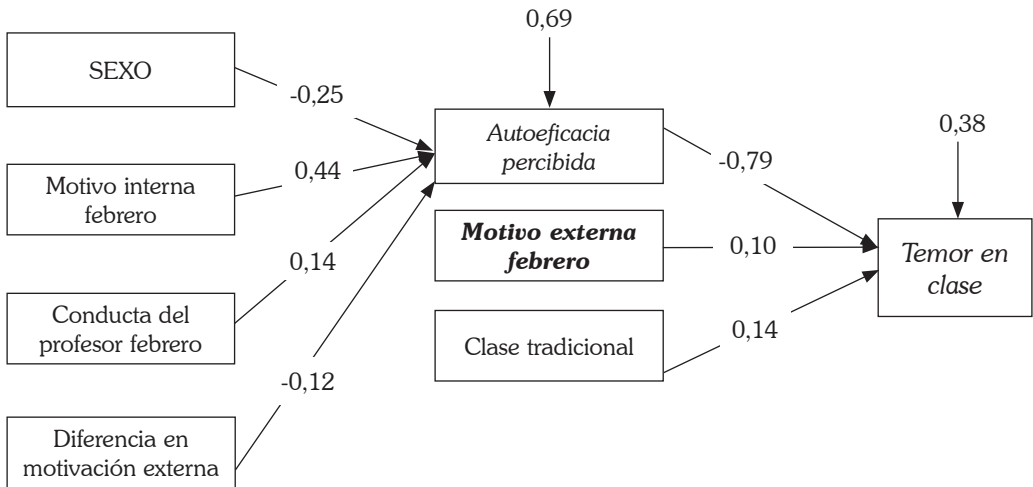 0,69
SEXO
-0,25
Autoeficacia
percibida
0,38
-0,79
Motivo interna
febrero
0,44
Motivo externa
febrero
0,10
Temor en
clase
0,14
Conducta del
profesor febrero
Clase tradicional
0,14
-0,12
Diferencia en
motivación externa